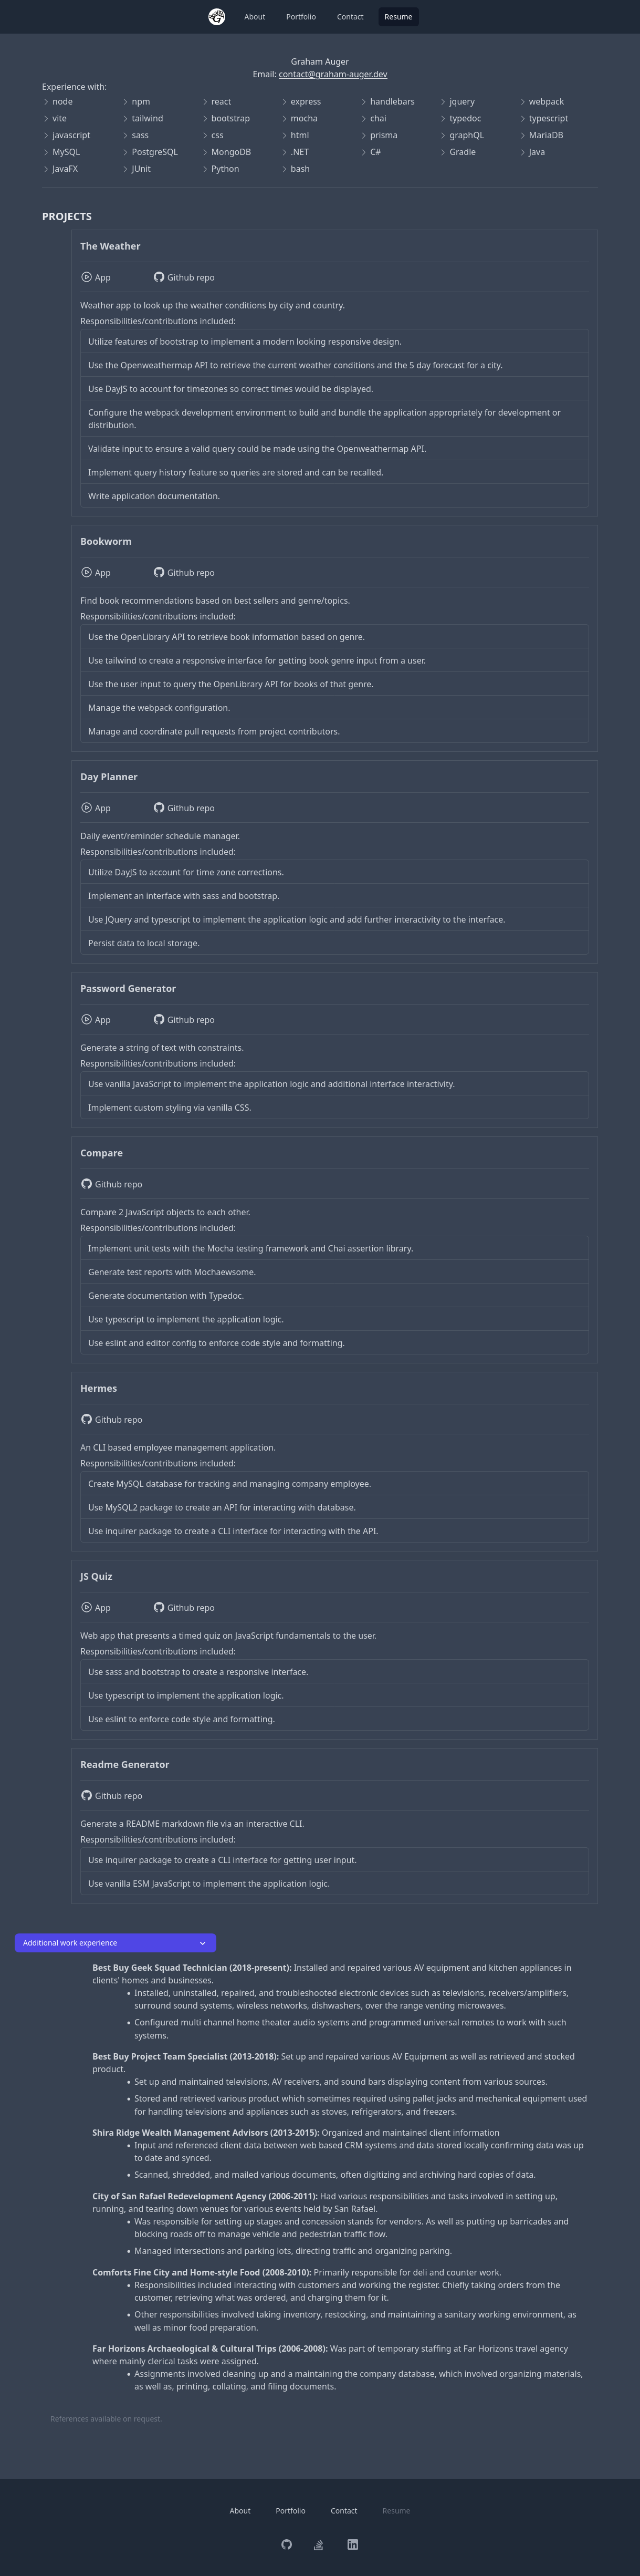 About Portfolio Contact Resume
Graham Auger
Email: contact@graham-auger.dev
Experience with:
node npm react express handlebars jquery webpack
vite tailwind bootstrap mocha chai typedoc typescript
javascript sass css html prisma graphQL MariaDB
MySQL PostgreSQL MongoDB .NET C# Gradle Java
JavaFX JUnit Python bash
PROJECTS
The Weather
App Github repo
Weather app to look up the weather conditions by city and country.
Responsibilities/contributions included:
Utilize features of bootstrap to implement a modern looking responsive design.
Use the Openweathermap API to retrieve the current weather conditions and the 5 day forecast for a city.
Use DayJS to account for timezones so correct times would be displayed.
Configure the webpack development environment to build and bundle the application appropriately for development or
distribution.
Validate input to ensure a valid query could be made using the Openweathermap API.
Implement query history feature so queries are stored and can be recalled.
Write application documentation.
Bookworm
App Github repo
Find book recommendations based on best sellers and genre/topics.
Responsibilities/contributions included:
Use the OpenLibrary API to retrieve book information based on genre.
Use tailwind to create a responsive interface for getting book genre input from a user.
Use the user input to query the OpenLibrary API for books of that genre.
Manage the webpack configuration.
Manage and coordinate pull requests from project contributors.
Day Planner
App Github repo
Daily event/reminder schedule manager.
Responsibilities/contributions included:
Utilize DayJS to account for time zone corrections.
Implement an interface with sass and bootstrap.
Use JQuery and typescript to implement the application logic and add further interactivity to the interface.
Persist data to local storage.
Password Generator
App Github repo
Generate a string of text with constraints.
Responsibilities/contributions included:
Use vanilla JavaScript to implement the application logic and additional interface interactivity.
Implement custom styling via vanilla CSS.
Compare
Github repo
Compare 2 JavaScript objects to each other.
Responsibilities/contributions included:
Implement unit tests with the Mocha testing framework and Chai assertion library.
Generate test reports with Mochaewsome.
Generate documentation with Typedoc.
Use typescript to implement the application logic.
Use eslint and editor config to enforce code style and formatting.
Hermes
Github repo
An CLI based employee management application.
Responsibilities/contributions included:
Create MySQL database for tracking and managing company employee.
Use MySQL2 package to create an API for interacting with database.
Use inquirer package to create a CLI interface for interacting with the API.
JS Quiz
App Github repo
Web app that presents a timed quiz on JavaScript fundamentals to the user.
Responsibilities/contributions included:
Use sass and bootstrap to create a responsive interface.
Use typescript to implement the application logic.
Use eslint to enforce code style and formatting.
Readme Generator
Github repo
Generate a README markdown file via an interactive CLI.
Responsibilities/contributions included:
Use inquirer package to create a CLI interface for getting user input.
Use vanilla ESM JavaScript to implement the application logic.
Additional work experience
Best Buy Geek Squad Technician (2018-present): Installed and repaired various AV equipment and kitchen appliances in
clients' homes and businesses.
• Installed, uninstalled, repaired, and troubleshooted electronic devices such as televisions, receivers/amplifiers,
surround sound systems, wireless networks, dishwashers, over the range venting microwaves.
• Configured multi channel home theater audio systems and programmed universal remotes to work with such
systems.
Best Buy Project Team Specialist (2013-2018): Set up and repaired various AV Equipment as well as retrieved and stocked
product.
• Set up and maintained televisions, AV receivers, and sound bars displaying content from various sources.
• Stored and retrieved various product which sometimes required using pallet jacks and mechanical equipment used
for handling televisions and appliances such as stoves, refrigerators, and freezers.
Shira Ridge Wealth Management Advisors (2013-2015): Organized and maintained client information
• Input and referenced client data between web based CRM systems and data stored locally confirming data was up
to date and synced.
• Scanned, shredded, and mailed various documents, often digitizing and archiving hard copies of data.
City of San Rafael Redevelopment Agency (2006-2011): Had various responsibilities and tasks involved in setting up,
running, and tearing down venues for various events held by San Rafael.
• Was responsible for setting up stages and concession stands for vendors. As well as putting up barricades and
blocking roads off to manage vehicle and pedestrian traffic flow.
• Managed intersections and parking lots, directing traffic and organizing parking.
Comforts Fine City and Home-style Food (2008-2010): Primarily responsible for deli and counter work.
• Responsibilities included interacting with customers and working the register. Chiefly taking orders from the
customer, retrieving what was ordered, and charging them for it.
• Other responsibilities involved taking inventory, restocking, and maintaining a sanitary working environment, as
well as minor food preparation.
Far Horizons Archaeological & Cultural Trips (2006-2008): Was part of temporary staffing at Far Horizons travel agency
where mainly clerical tasks were assigned.
• Assignments involved cleaning up and a maintaining the company database, which involved organizing materials,
as well as, printing, collating, and filing documents.
References available on request.
About Portfolio Contact Resume